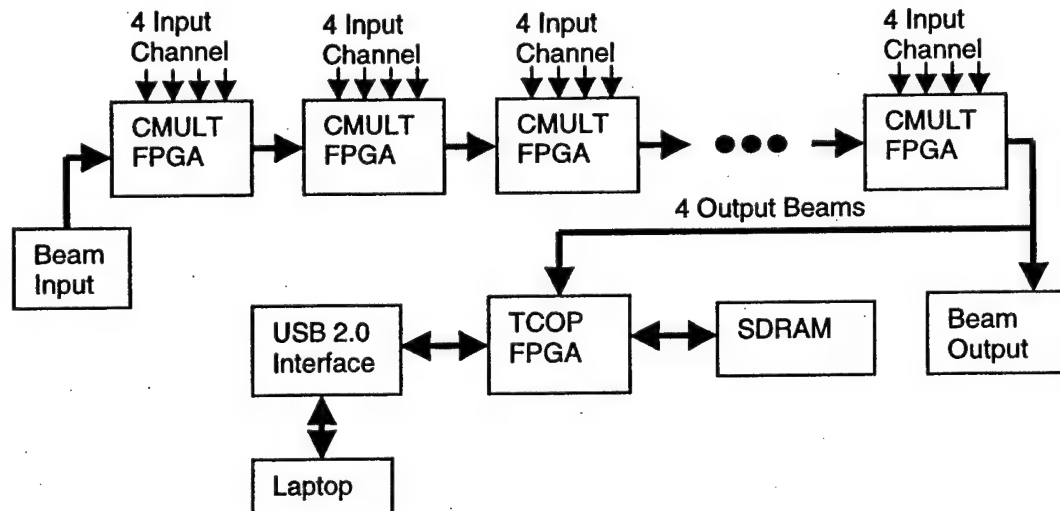 4 Input
Channel
4 Input
Channel
4 Input
Channel
4 Input
Channel
CMULT
FPGA
CMULT
FPGA
CMULT
FPGA
CMULT
FPGA
4 Output Beams
Beam
Input
USB 2.0
Interface
TCOP
FPGA
SDRAM
Beam
Output
Laptop